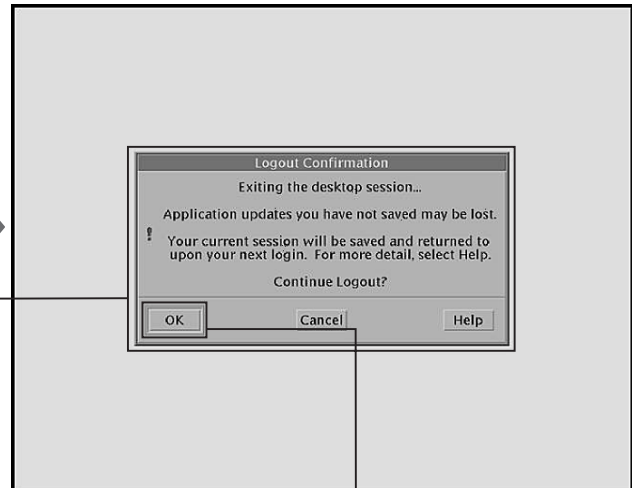 Logout Confirmation
Exiting the desktop session...
Application updates you have not saved may be lost.
Your current session will be saved and returned to
upon your next login. For more detail, select Help.
Continue Logout?
OK Cancel Help